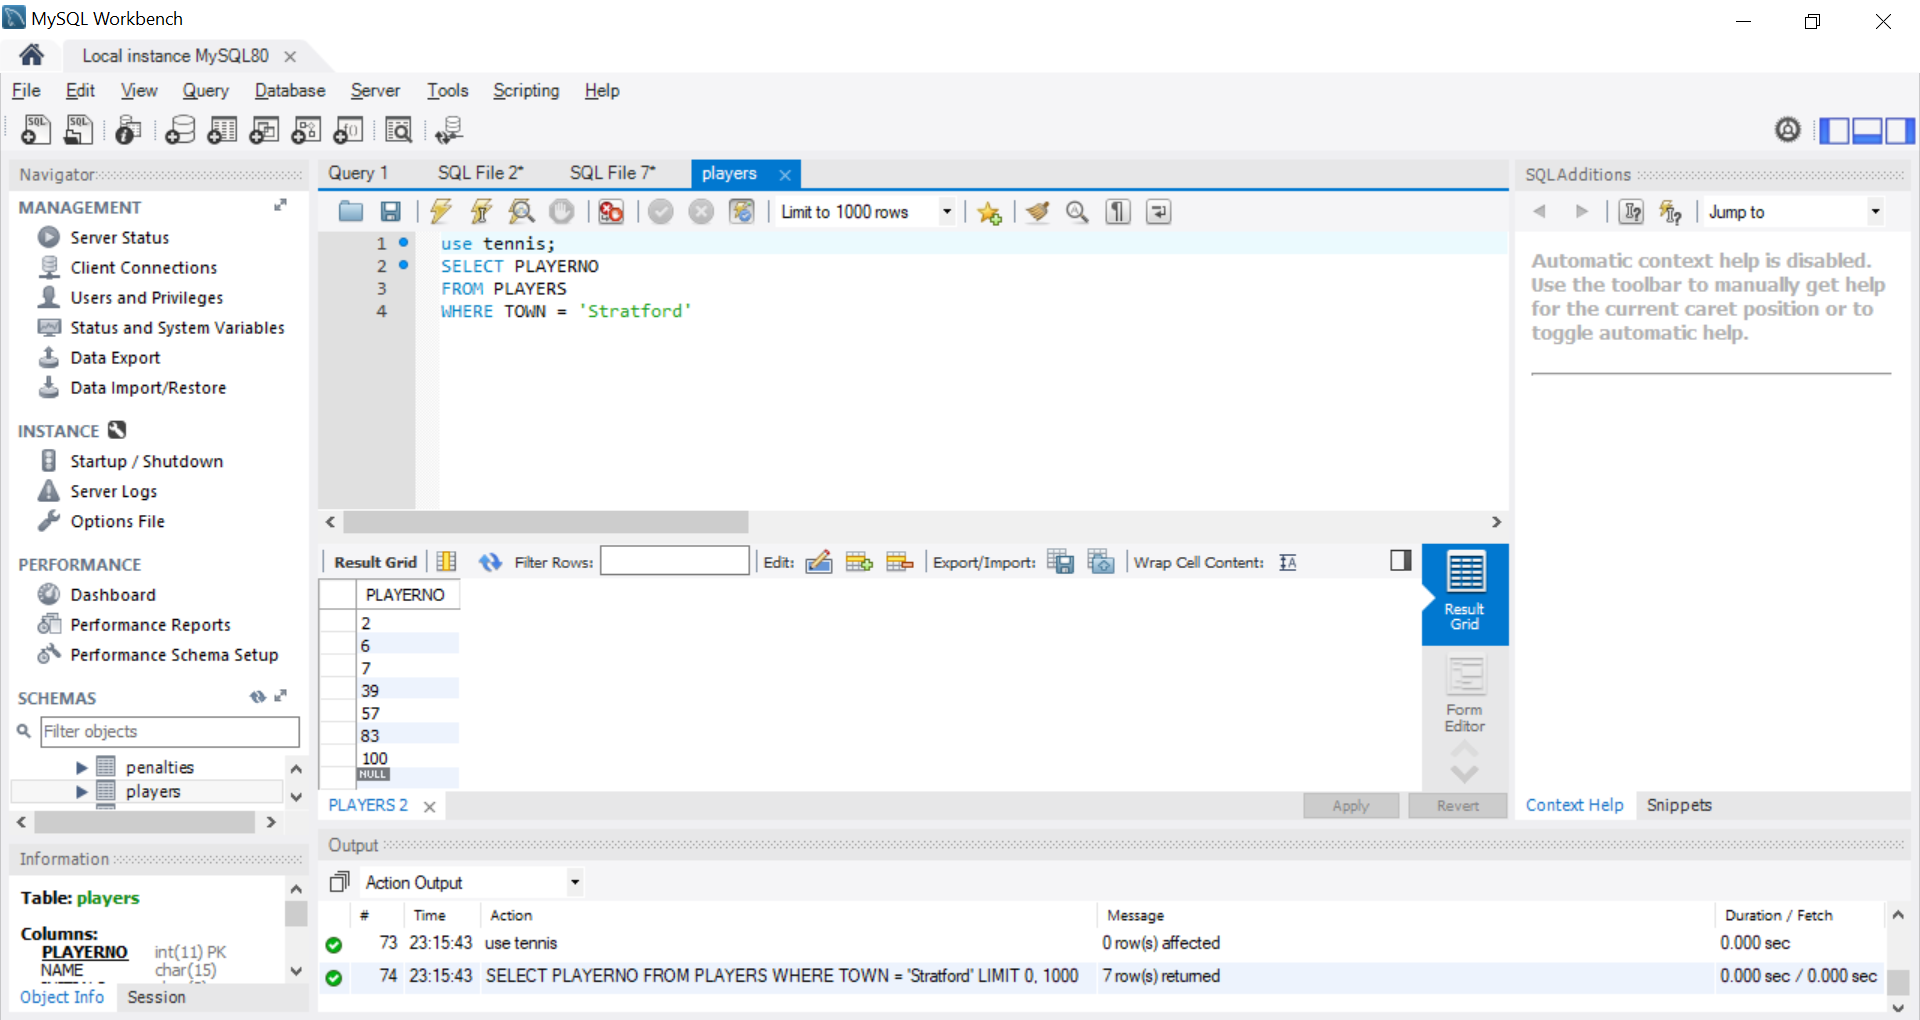 MySQL Workbench
Local instance MySQL80
File Edit View Query Database Server Tools Scripting Help
Navigator
MANAGEMENT
Server Status
Client Connections
Users and Privileges
Status and System Variables
Data Export
Data Import/Restore
INSTANCE
Startup / Shutdown
Server Logs
Options File
PERFORMANCE
Dashboard
Performance Reports
Performance Schema Setup
SCHEMAS
Filter objects
penalties
players
Information
Table: players
Columns:
PLAYERNO int(11) PK
NAME char(15)
Object Info Session
Query 1 SQL File 2* SQL File 7* players
Limit to 1000 rows
1 use tennis;
2 SELECT PLAYERNO
3 FROM PLAYERS
4 WHERE TOWN = 'Stratford'
Result Grid Filter Rows: Edit: Export/Import: Wrap Cell Content:
PLAYERNO
2
6
7
39
57
83
100
NULL
Result
Grid
Form
Editor
PLAYERS 2 Apply Revert
SQLAdditions
Jump to
Automatic context help is disabled.
Use the toolbar to manually get help
for the current caret position or to
toggle automatic help.
Context Help Snippets
Output
Action Output
# Time Action Message Duration / Fetch
73 23:15:43 use tennis 0 row(s) affected 0.000 sec
74 23:15:43 SELECT PLAYERNO FROM PLAYERS WHERE TOWN = 'Stratford' LIMIT 0, 1000 7 row(s) returned 0.000 sec / 0.000 sec